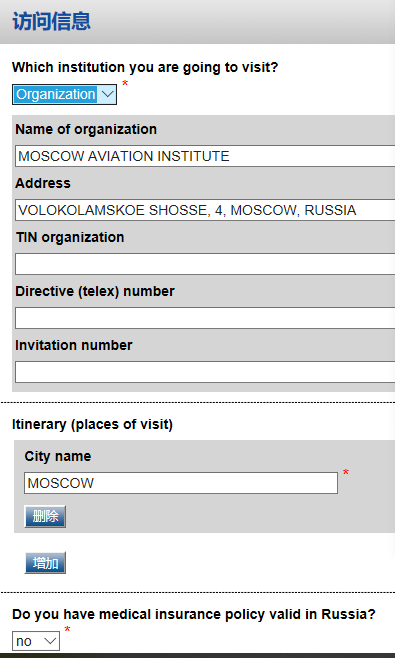 访问信息
Which institution you are going to visit?
Organization *
Name of organization
MOSCOW AVIATION INSTITUTE
Address
VOLOKOLAMSKOE SHOSSE, 4, MOSCOW, RUSSIA
TIN organization
Directive (telex) number
Invitation number
Itinerary (places of visit)
City name
MOSCOW *
删除
增加
Do you have medical insurance policy valid in Russia?
no *